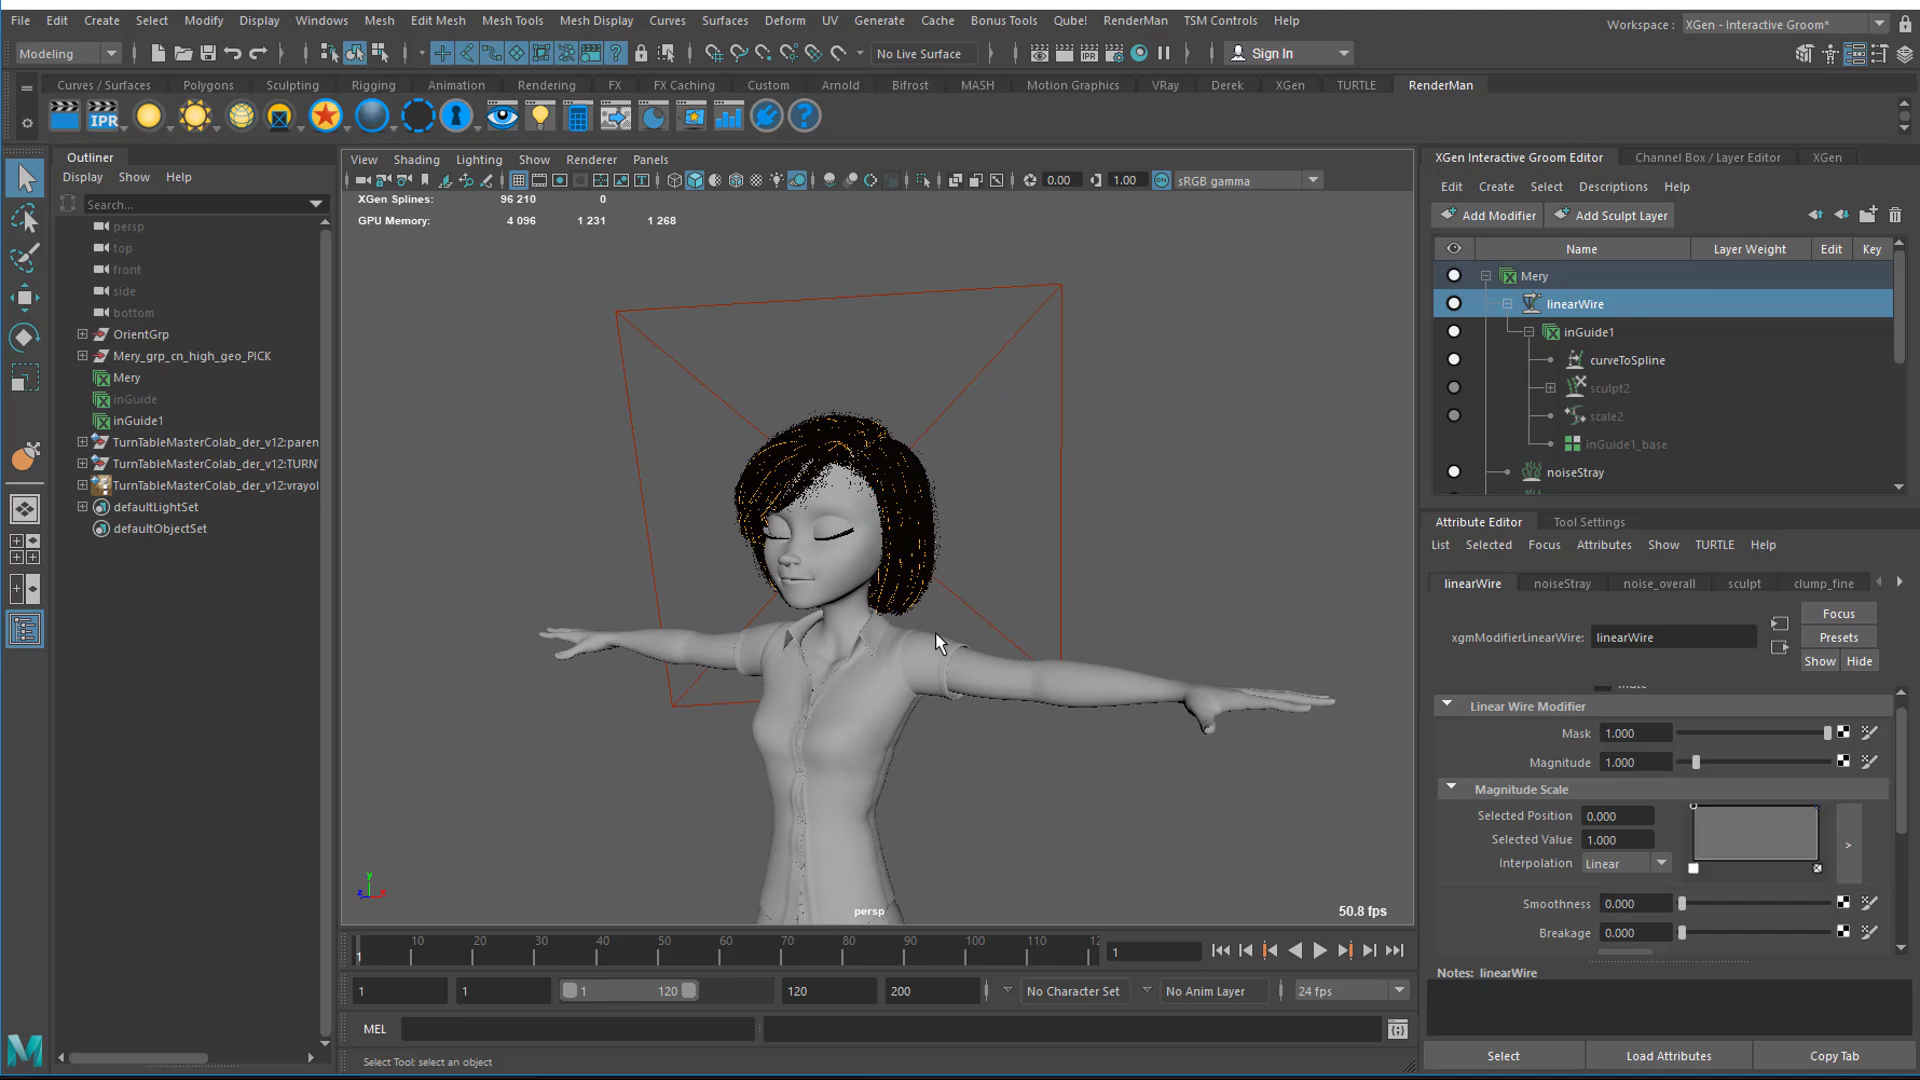 File Edit Create Select Modify Display Windows Mesh Edit Mesh Mesh Tools Mesh Display Curves Surfaces Deform UV Generate Cache Bonus Tools Qube! RenderMan TSM Controls Help
Workspace : XGen - Interactive Groom*
Modeling No Live Surface Sign In
Curves / Surfaces Polygons Sculpting Rigging Animation Rendering FX FX Caching Custom Arnold Bifrost MASH Motion Graphics VRay Derek XGen TURTLE RenderMan
IPR
Outliner
Display Show Help
Search...
persp
top
front
side
bottom
OrientGrp
Mery_grp_cn_high_geo_PICK
Mery
inGuide
inGuide1
TurnTableMasterColab_der_v12:paren
TurnTableMasterColab_der_v12:TURN
TurnTableMasterColab_der_v12:vrayol
defaultLightSet
defaultObjectSet
View Shading Lighting Show Renderer Panels
0.00 1.00 ON sRGB gamma
XGen Splines: 96 210 0
GPU Memory: 4 096 1 231 1 268
y
z x
persp
50.8 fps
XGen Interactive Groom Editor Channel Box / Layer Editor XGen
Edit Create Select Descriptions Help
Add Modifier Add Sculpt Layer
Name Layer Weight Edit Key
Mery
linearWire
inGuide1
curveToSpline
sculpt2
scale2
inGuide1_base
noiseStray
Attribute Editor Tool Settings
List Selected Focus Attributes Show TURTLE Help
linearWire noiseStray noise_overall sculpt clump_fine
Focus
xgmModifierLinearWire: linearWire Presets
Show Hide
Linear Wire Modifier
Mask 1.000
Magnitude 1.000
Magnitude Scale
Selected Position 0.000
Selected Value 1.000
Interpolation Linear
>
Smoothness 0.000
Breakage 0.000
Notes: linearWire
Select Load Attributes Copy Tab
1 10 20 30 40 50 60 70 80 90 100 110 12
1
1 1 1 120 120 200 No Character Set No Anim Layer 24 fps
MEL
Select Tool: select an object